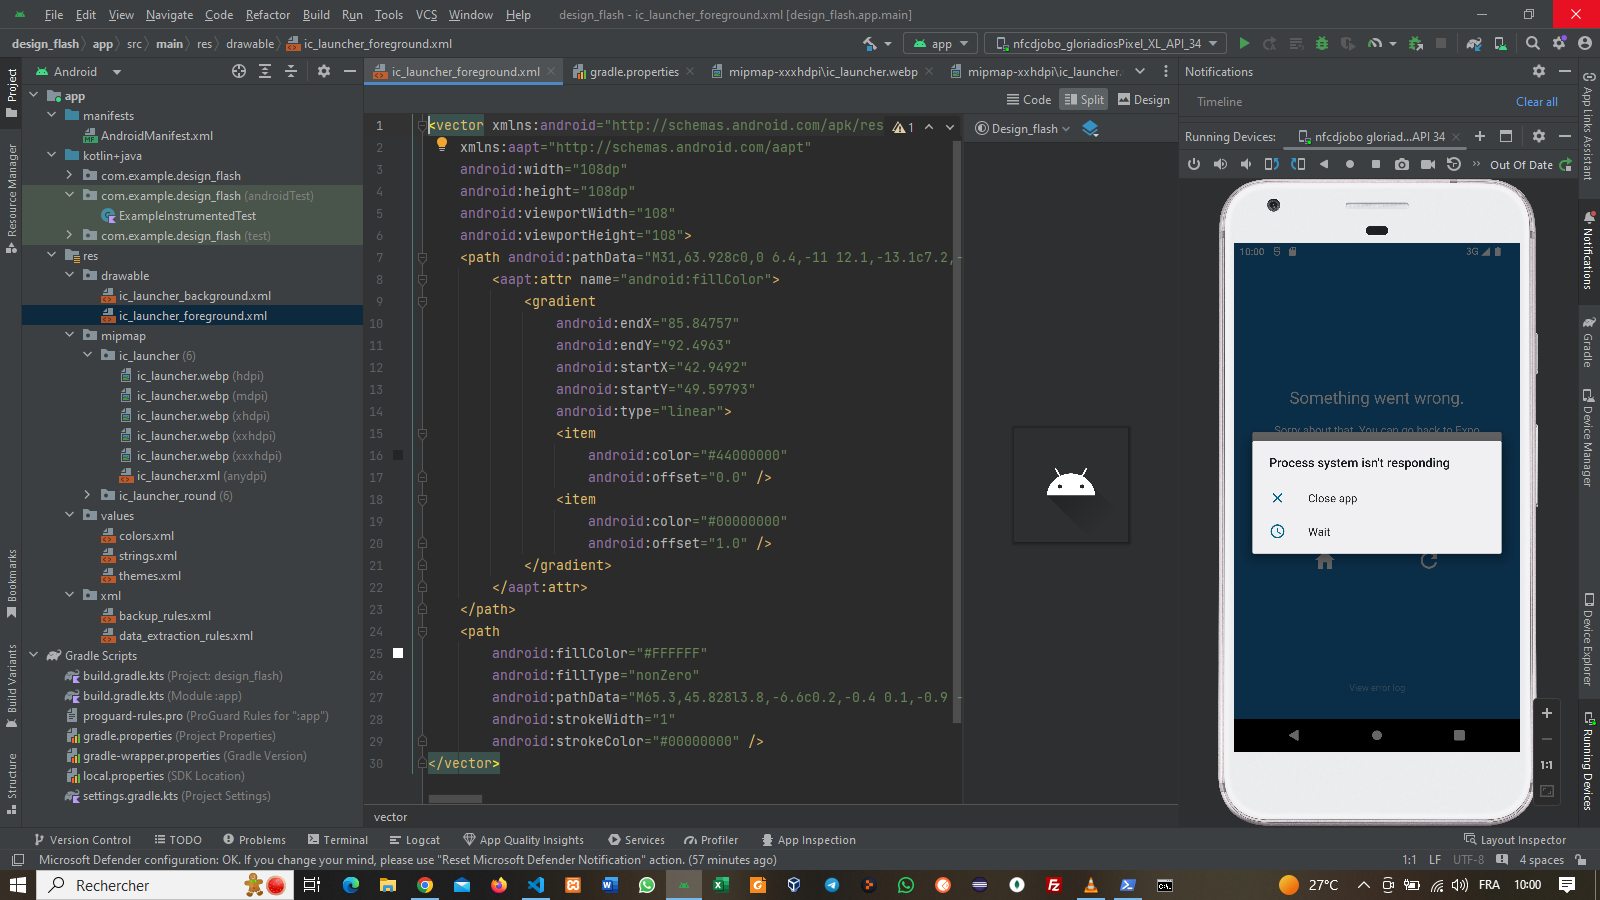 File Edit View Navigate Code Refactor Build Run Tools VCS Window Help design_flash - ic_launcher_foreground.xml [design_flash.app.main]
design_flash app src main res drawable ic_launcher_foreground.xml
app nfcdjobo_gloriadiosPixel_XL_API_34
Android
ic_launcher_foreground.xml gradle.properties mipmap-xxxhdpi\ic_launcher.webp mipmap-xxhdpi\ic_launcher.
Notifications
Code Split Design
Timeline Clear all
Design_flash
Running Devices: nfcdjobo gloriad...API 34
Out Of Date
Project
Resource Manager
Bookmarks
Build Variants
Structure
app
manifests
AndroidManifest.xml
kotlin+java
com.example.design_flash
com.example.design_flash (androidTest)
ExampleInstrumentedTest
com.example.design_flash (test)
res
drawable
ic_launcher_background.xml
ic_launcher_foreground.xml
mipmap
ic_launcher (6)
ic_launcher.webp (hdpi)
ic_launcher.webp (mdpi)
ic_launcher.webp (xhdpi)
ic_launcher.webp (xxhdpi)
ic_launcher.webp (xxxhdpi)
ic_launcher.xml (anydpi)
ic_launcher_round (6)
values
colors.xml
strings.xml
themes.xml
xml
backup_rules.xml
data_extraction_rules.xml
Gradle Scripts
build.gradle.kts (Project: design_flash)
build.gradle.kts (Module :app)
proguard-rules.pro (ProGuard Rules for ":app")
gradle.properties (Project Properties)
gradle-wrapper.properties (Gradle Version)
local.properties (SDK Location)
settings.gradle.kts (Project Settings)
1 <vector xmlns:android="http://schemas.android.com/apk/res 1
2 xmlns:aapt="http://schemas.android.com/aapt"
3 android:width="108dp"
4 android:height="108dp"
5 android:viewportWidth="108"
6 android:viewportHeight="108">
7 <path android:pathData="M31,63.928c0,0 6.4,-11 12.1,-13.1c7.2,-
8 <aapt:attr name="android:fillColor">
9 <gradient
10 android:endX="85.84757"
11 android:endY="92.4963"
12 android:startX="42.9492"
13 android:startY="49.59793"
14 android:type="linear">
15 <item
16 android:color="#44000000"
17 android:offset="0.0" />
18 <item
19 android:color="#00000000"
20 android:offset="1.0" />
21 </gradient>
22 </aapt:attr>
23 </path>
24 <path
25 android:fillColor="#FFFFFF"
26 android:fillType="nonZero"
27 android:pathData="M65.3,45.828l3.8,-6.6c0.2,-0.4 0.1,-0.9 -
28 android:strokeWidth="1"
29 android:strokeColor="#00000000" />
30 </vector>
vector
10:00 3G
Something went wrong.
Sorry about that. You can go back to Expo
Process system isn't responding
Close app
Wait
View error log
1:1
App Links Assistant
Notifications
Gradle
Device Manager
Device Explorer
Running Devices
Version Control TODO Problems Terminal Logcat App Quality Insights Services Profiler App Inspection Layout Inspector
Microsoft Defender configuration: OK. If you change your mind, please use "Reset Microsoft Defender Notification" action. (57 minutes ago) 1:1 LF UTF-8 4 spaces
Rechercher 27°C FRA 10:00